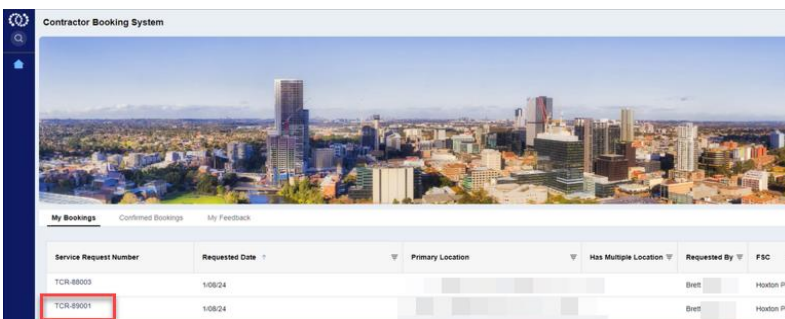 Contractor Booking System
My Bookings Confirmed Bookings My Feedback
Service Request Number Requested Date Primary Location Has Multiple Location Requested By FSC
TCR-88003 1/08/24 Brett Hoxton P
TCR-89001 1/08/24 Brett Hoxton P